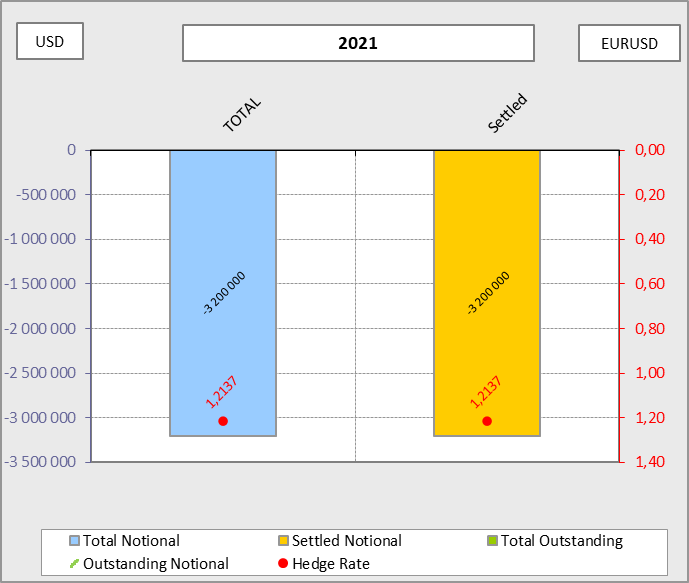 USD
2021
EURUSD
TOTAL
Settled
0
0,00
-500 000
0,20
-1 000 000
0,40
-1 500 000
0,60
-3 200 000
-3 200 000
-2 000 000
0,80
-2 500 000
1,00
1,2137
1,2137
-3 000 000
1,20
-3 500 000
1,40
Total Notional
Settled Notional
Total Outstanding
Outstanding Notional
Hedge Rate